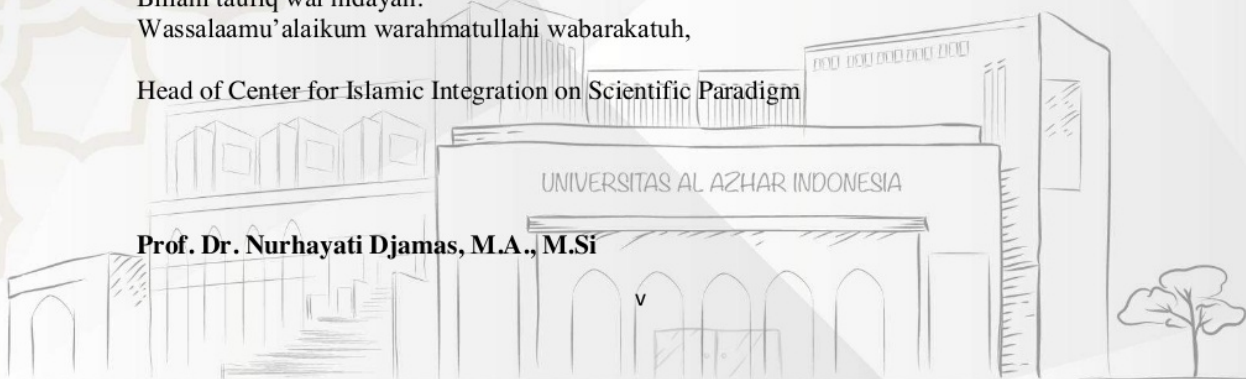 Wassalaamu’alaikum warahmatullahi wabarakatuh,
Head of Center for Islamic Integration on Scientific Paradigm
UNIVERSITAS AL AZHAR INDONESIA
Prof. Dr. Nurhayati Djamas, M.A., M.Si
v